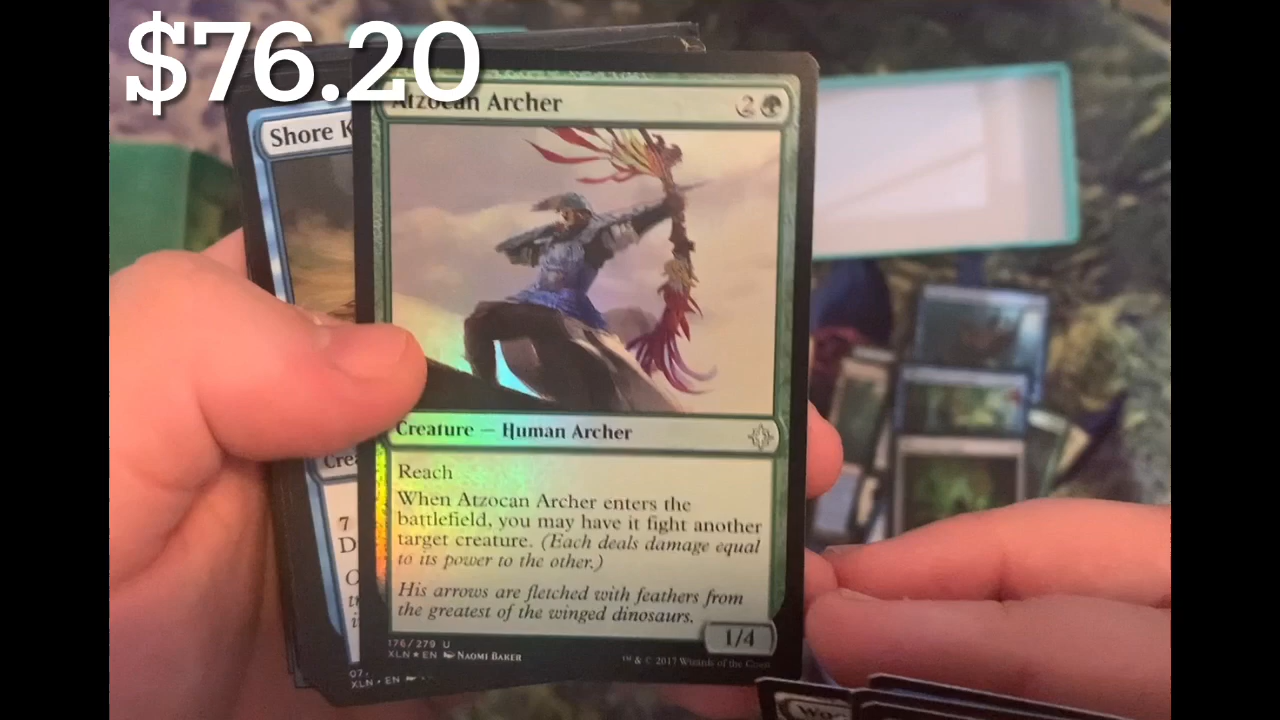 $76.20
Atzocan Archer 2
Shore K
Creature — Human Archer
Cre
Reach
When Atzocan Archer enters the
battlefield, you may have it fight another
target creature. (Each deals damage equal
to its power to the other.)
His arrows are fletched with feathers from
the greatest of the winged dinosaurs.
1/4
176/279 U
XLN ★ EN NAOMI BAKER
™ & © 2017 Wizards of the Coast
7
D
07
XLN • EN